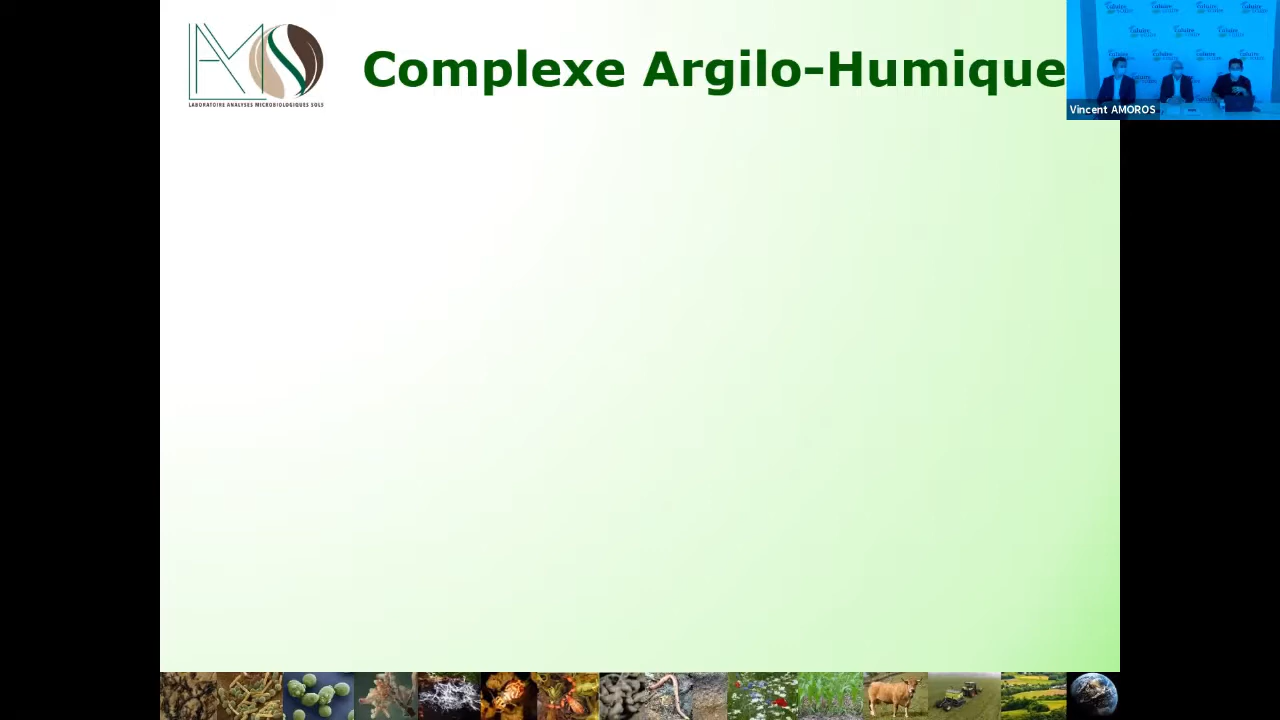 Complexe Argilo-Humique
LABORATOIRE ANALYSES MICROBIOLOGIQUES SOLS
Vincent AMOROS